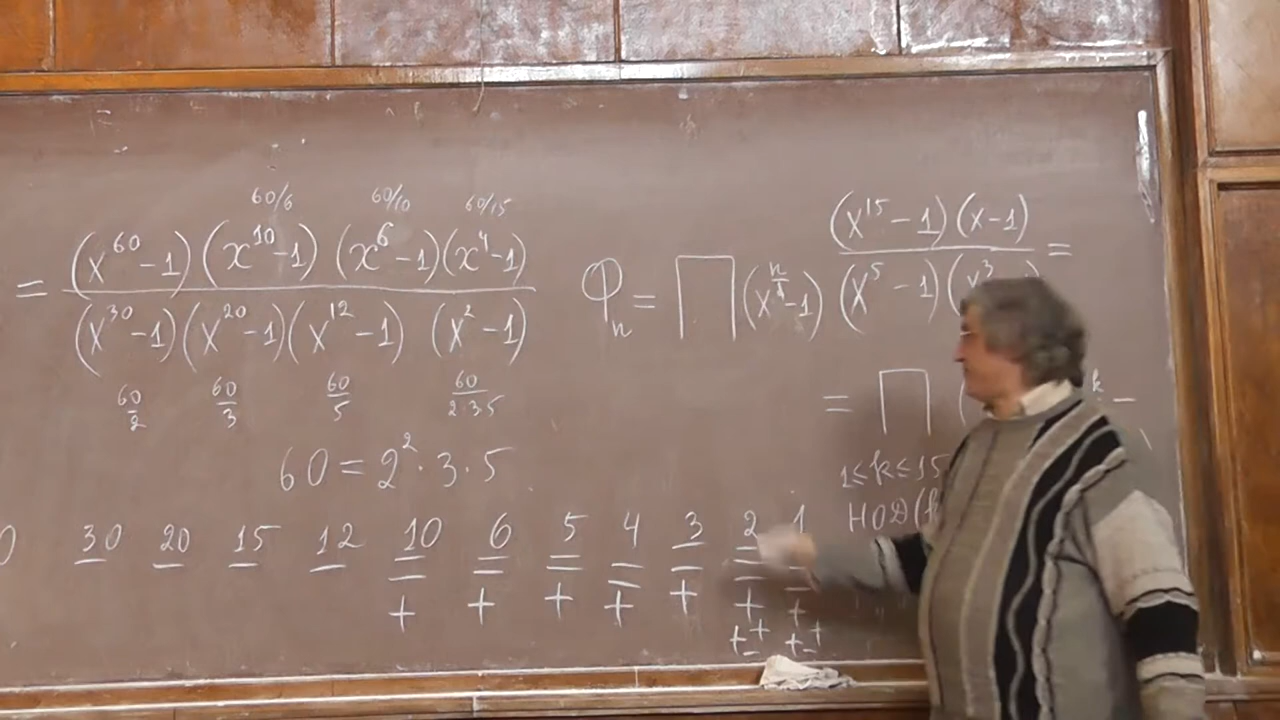 60/6 60/10 60/15
= (x^60 - 1)(x^10 - 1)(x^6 - 1)(x^4 - 1) / (x^30 - 1)(x^20 - 1)(x^12 - 1)(x^2 - 1)
60/2 60/3 60/5 60/2·3·5
60 = 2^2 · 3 · 5
0 30 20 15 12 10 6 5 4 3 2 1
+ + + + + + +
+ - + + - +
Φ_n = ∏ (x^
- 1)
(x^15 - 1)(x - 1) / (x^5 - 1)(x^3 =
= ∏ ( k -
1 ≤ k ≤ 15
НОД(k